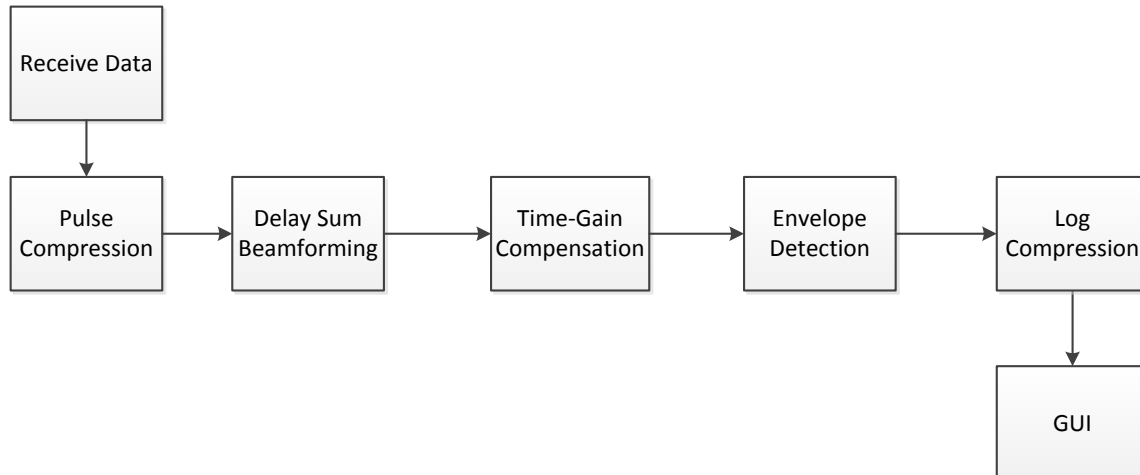 Receive Data
Pulse
Compression
Delay Sum
Beamforming
Time-Gain
Compensation
Envelope
Detection
Log
Compression
GUI